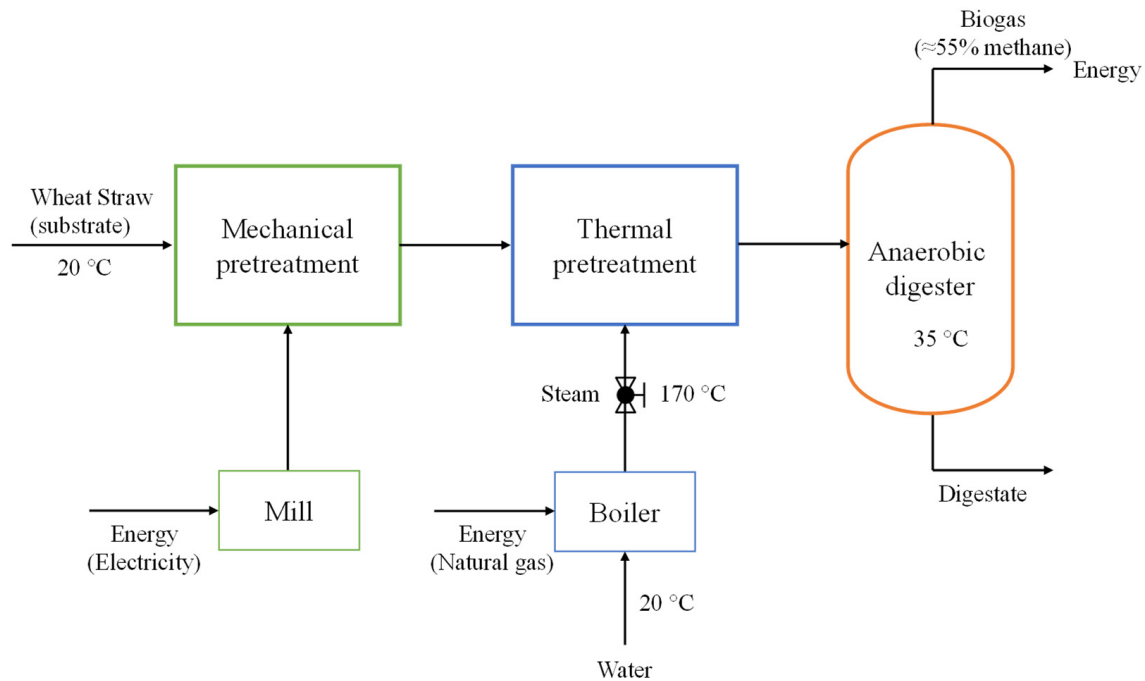 Biogas
(≈55% methane)
Energy
Wheat Straw
(substrate)
20 °C
Mechanical
pretreatment
Thermal
pretreatment
Anaerobic
digester
35 °C
Steam
170 °C
Mill
Boiler
Energy
(Electricity)
Energy
(Natural gas)
Digestate
20 °C
Water